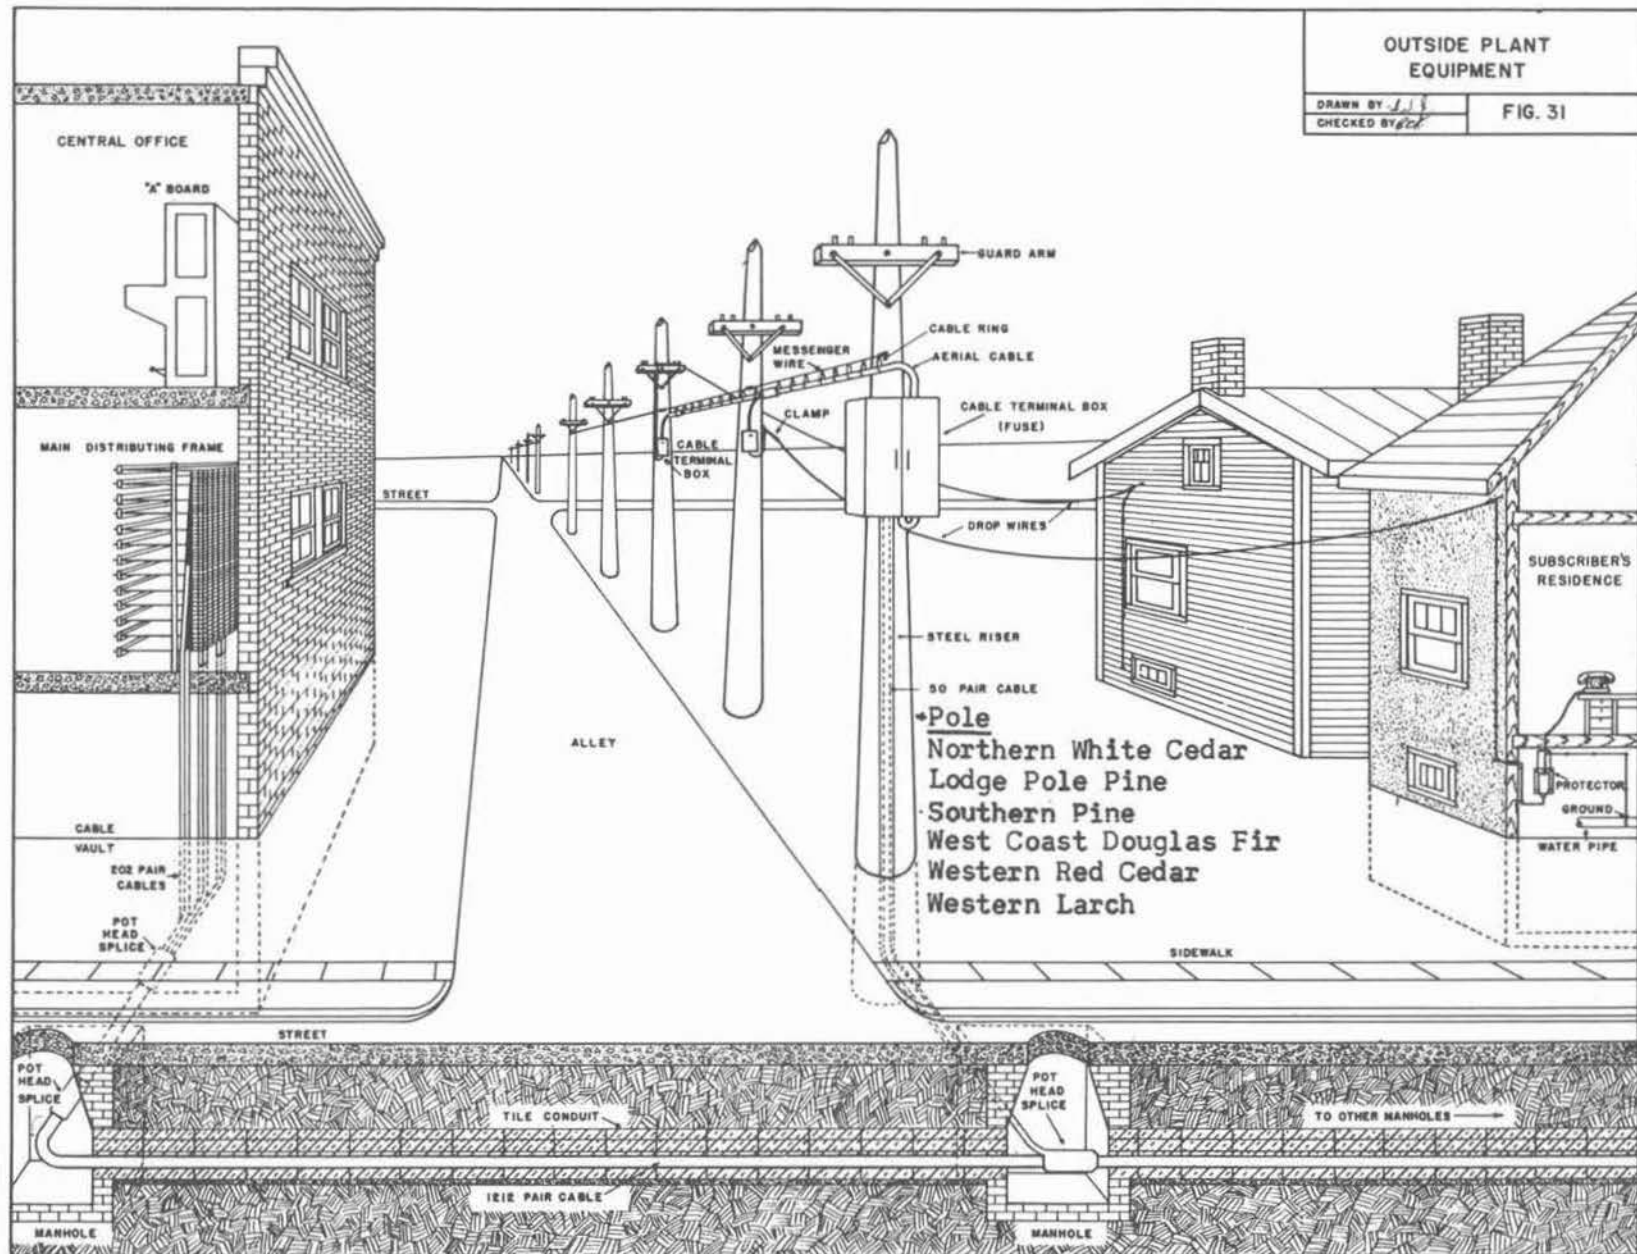 OUTSIDE PLANT
EQUIPMENT
DRAWN BY
CHECKED BY
FIG. 31
CENTRAL OFFICE
"A" BOARD
GUARD ARM
CABLE RING
MESSENGER
WIRE
AERIAL CABLE
CLAMP
CABLE TERMINAL BOX
(FUSE)
MAIN DISTRIBUTING FRAME
CABLE
TERMINAL
BOX
STREET
DROP WIRES
SUBSCRIBER'S
RESIDENCE
STEEL RISER
50 PAIR CABLE
Pole
Northern White Cedar
Lodge Pole Pine
Southern Pine
West Coast Douglas Fir
Western Red Cedar
Western Larch
ALLEY
PROTECTOR
GROUND
WATER PIPE
CABLE
VAULT
202 PAIR
CABLES
POT
HEAD
SPLICE
SIDEWALK
STREET
POT
HEAD
SPLICE
POT
HEAD
SPLICE
TILE CONDUIT
TO OTHER MANHOLES
1212 PAIR CABLE
MANHOLE
MANHOLE